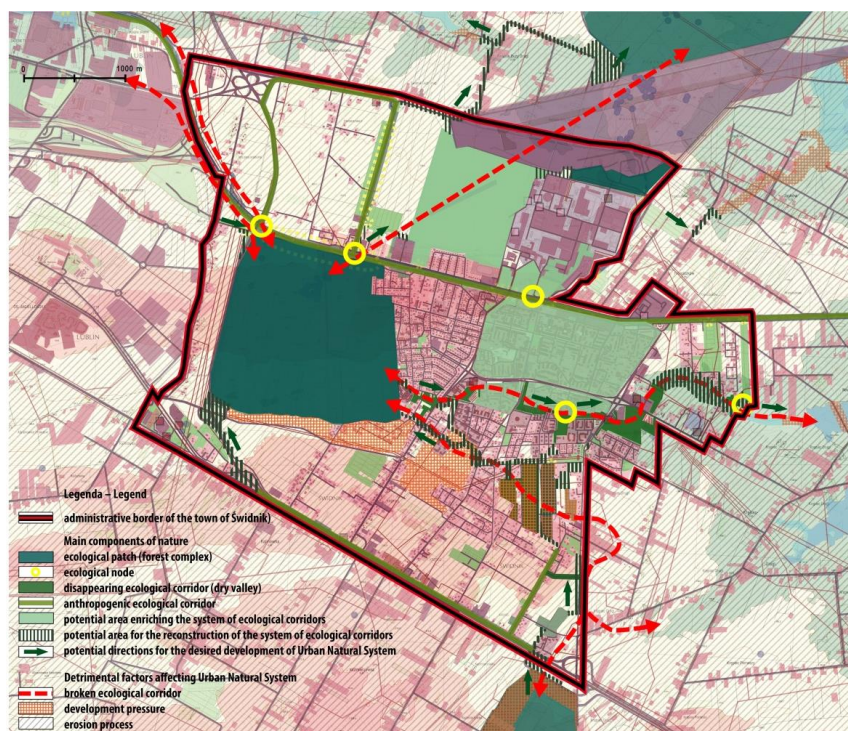 0 1000 m
LUBLIN
ŚWIDNIK
ŚWIDNIK
Legenda – Legend
administrative border of the town of Świdnik)
Main components of nature
ecological patch (forest complex)
ecological node
disappearing ecological corridor (dry valley)
anthropogenic ecological corridor
potential area enriching the system of ecological corridors
potential area for the reconstruction of the system of ecological corridors
potential directions for the desired development of Urban Natural System
Detrimental factors affecting Urban Natural System
broken ecological corridor
development pressure
erosion process